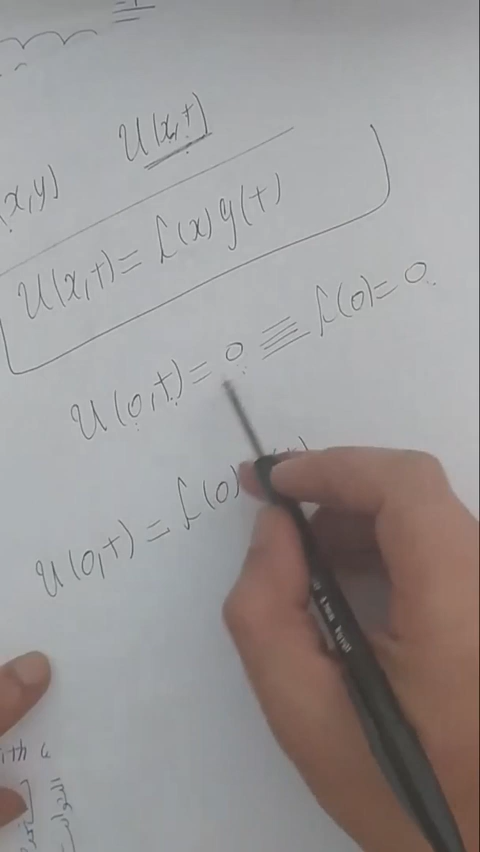 U(x,t)
x,y)
U(x,t) = f(x) g(t)
U(0,t) = 0 ≡ f(0) = 0
U(0,t) = f(0)